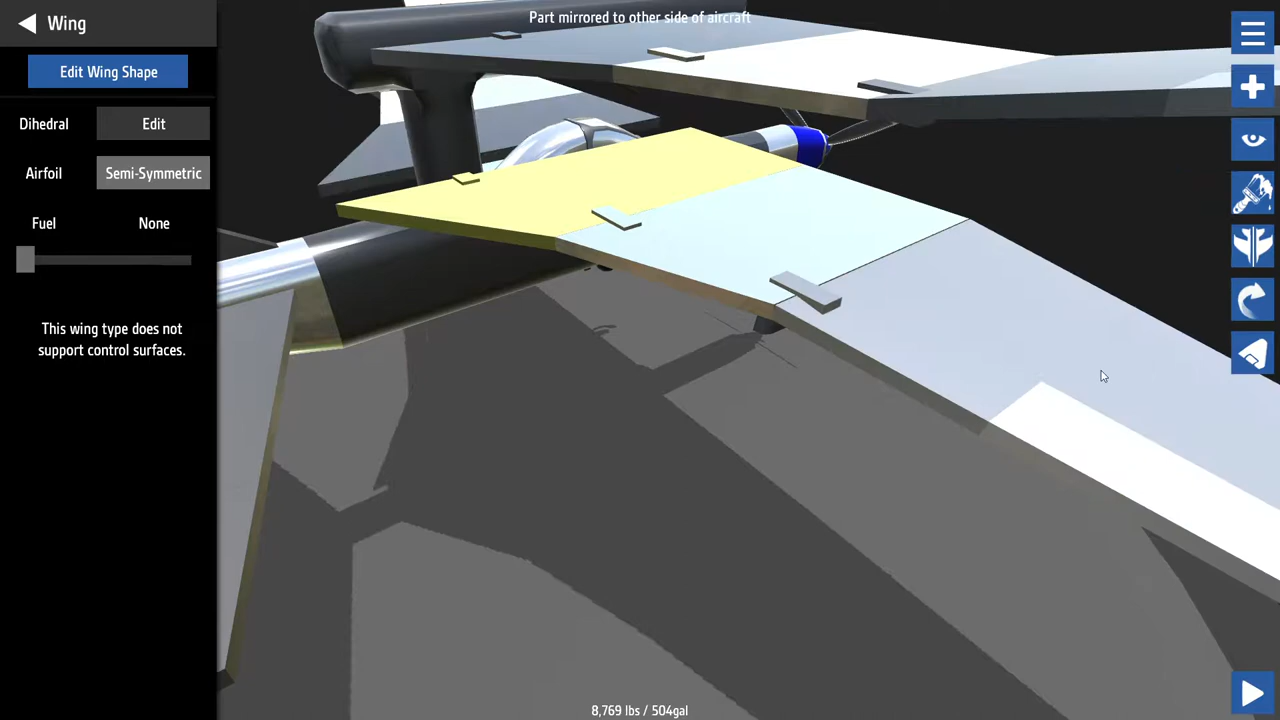 Wing
Part mirrored to other side of aircraft
Edit Wing Shape
Dihedral
Edit
Airfoil
Semi-Symmetric
Fuel
None
This wing type does not
support control surfaces.
8,769 lbs / 504gal